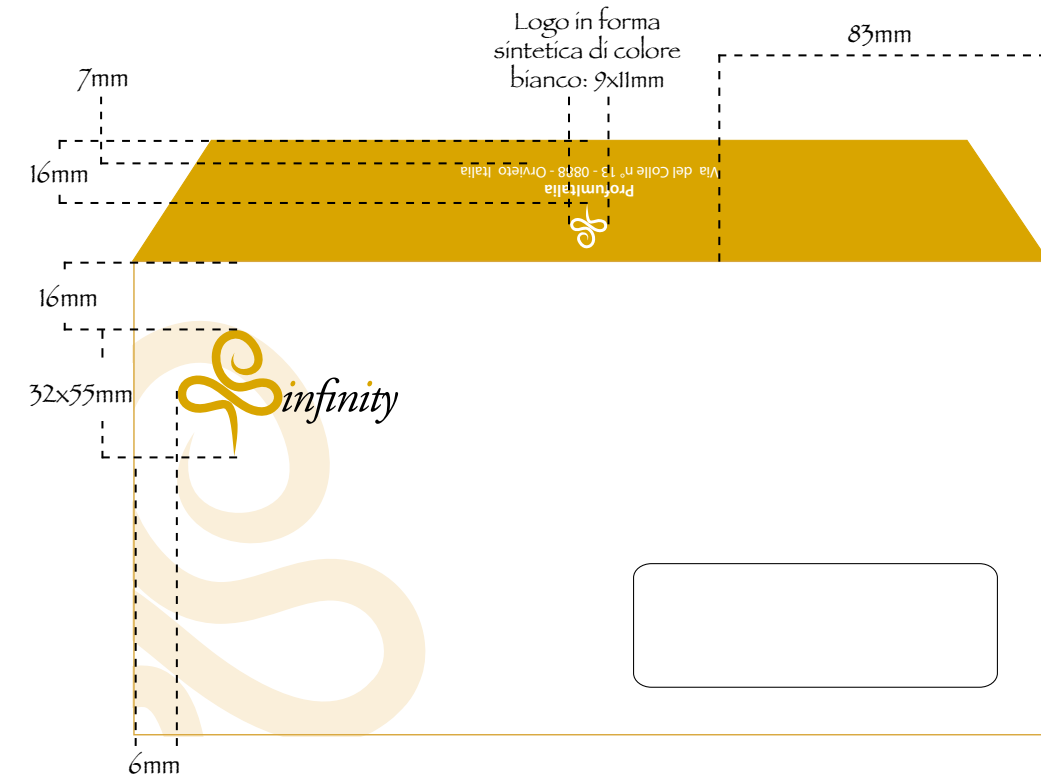 Logo in forma
sintetica di colore
bianco: 9x11mm
83mm
7mm
16mm
Via del Colle n° 13 - 0888 - Orvieto Italia
ProfumItalia
16mm
32x55mm
infinity
6mm